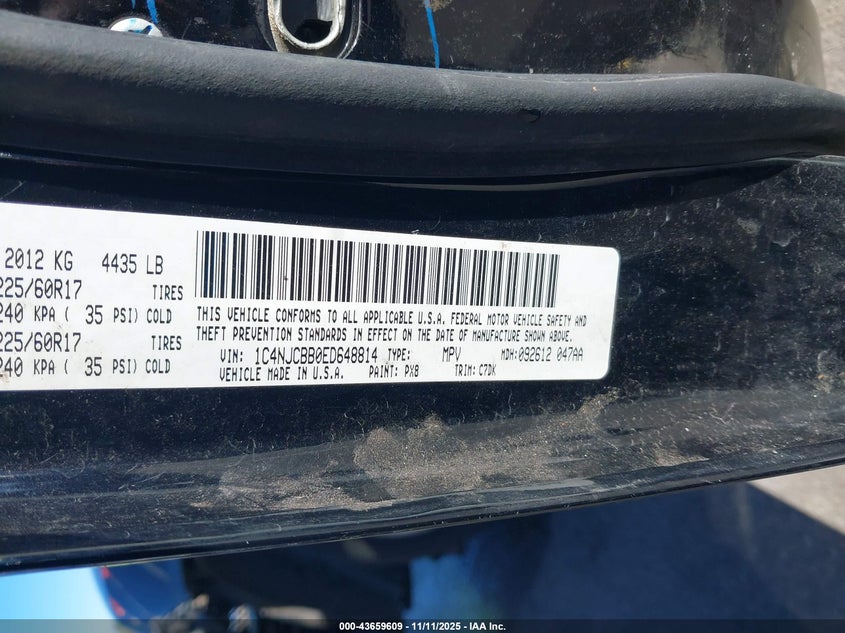 2012 KG 4435 LB
225/60R17 TIRES
240 KPA ( 35 PSI) COLD
225/60R17 TIRES
240 KPA ( 35 PSI) COLD
THIS VEHICLE CONFORMS TO ALL APPLICABLE U.S.A. FEDERAL MOTOR VEHICLE SAFETY AND
THEFT PREVENTION STANDARDS IN EFFECT ON THE DATE OF MANUFACTURE SHOWN ABOVE.
VIN: 1C4NJCBB0ED648814 TYPE: MPV MDH:092612 047AA
VEHICLE MADE IN U.S.A. PAINT: PX8 TRIM: C7DK
000-43659609 - 11/11/2025 - IAA Inc.